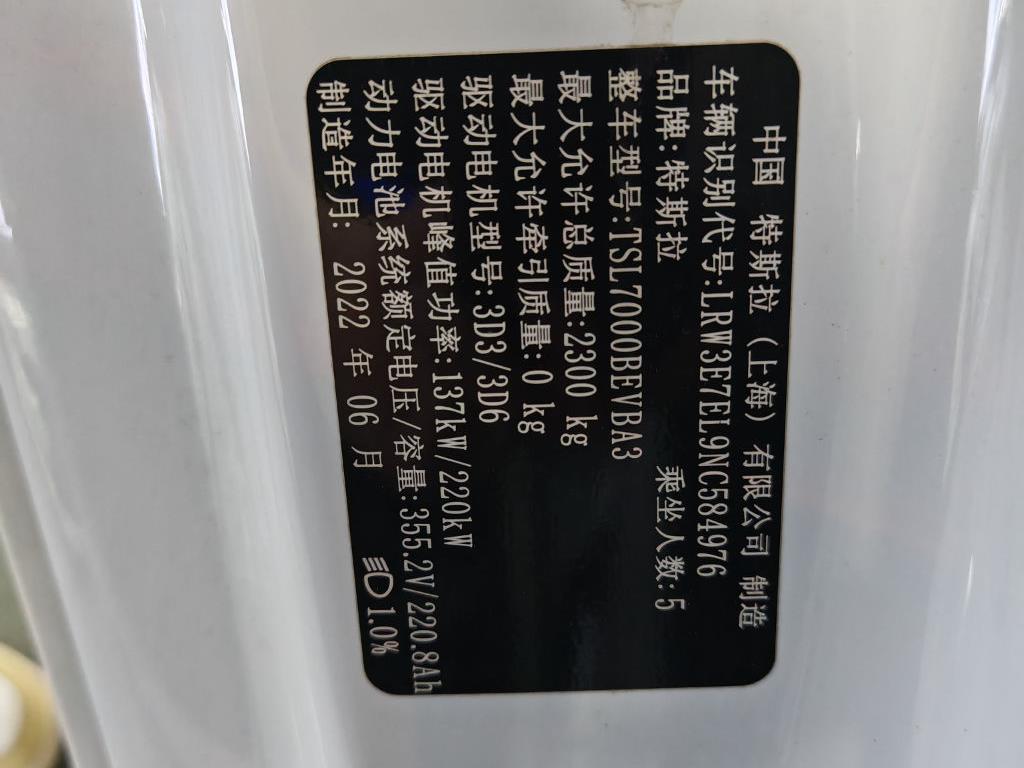 中国 特斯拉（上海）有限公司 制造
车辆识别代号:LRW3E7EL9NC584976
品牌:特斯拉 乘坐人数:5
整车型号:TSL7000BEVBA3
最大允许总质量:2300 kg
最大允许牵引质量:0 kg
驱动电机型号:3D3/3D6
驱动电机峰值功率:137kW/220kW
动力电池系统额定电压/容量:355.2V/220.8Ah
制造年月: 2022 年 06 月 1.0%